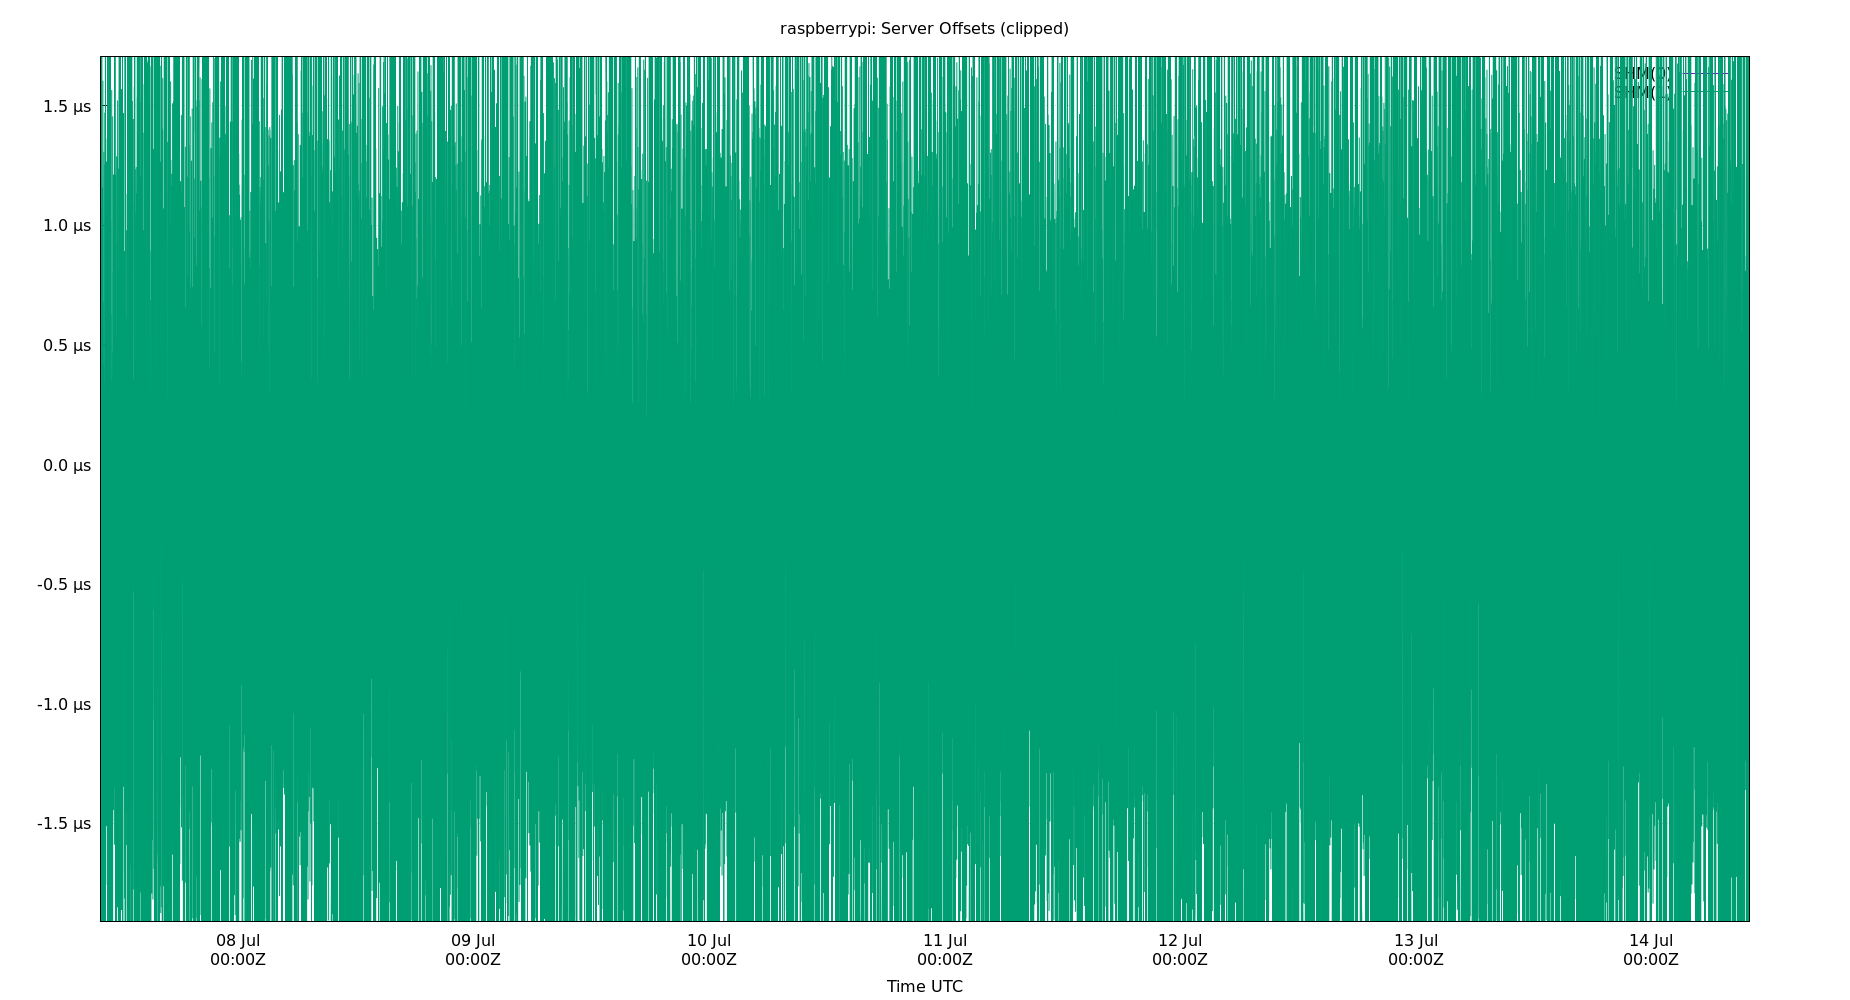 raspberrypi: Server Offsets (clipped)
SHM(0)
1.5 µs
1.0 µs
0.5 µs
0.0 µs
-0.5 µs
-1.0 µs
-1.5 µs
08 Jul 09 Jul 10 Jul 11 Jul 12 Jul 13 Jul 14 Jul
00:00Z 00:00Z 00:00Z 00:00Z 00:00Z 00:00Z 00:00Z
Time UTC